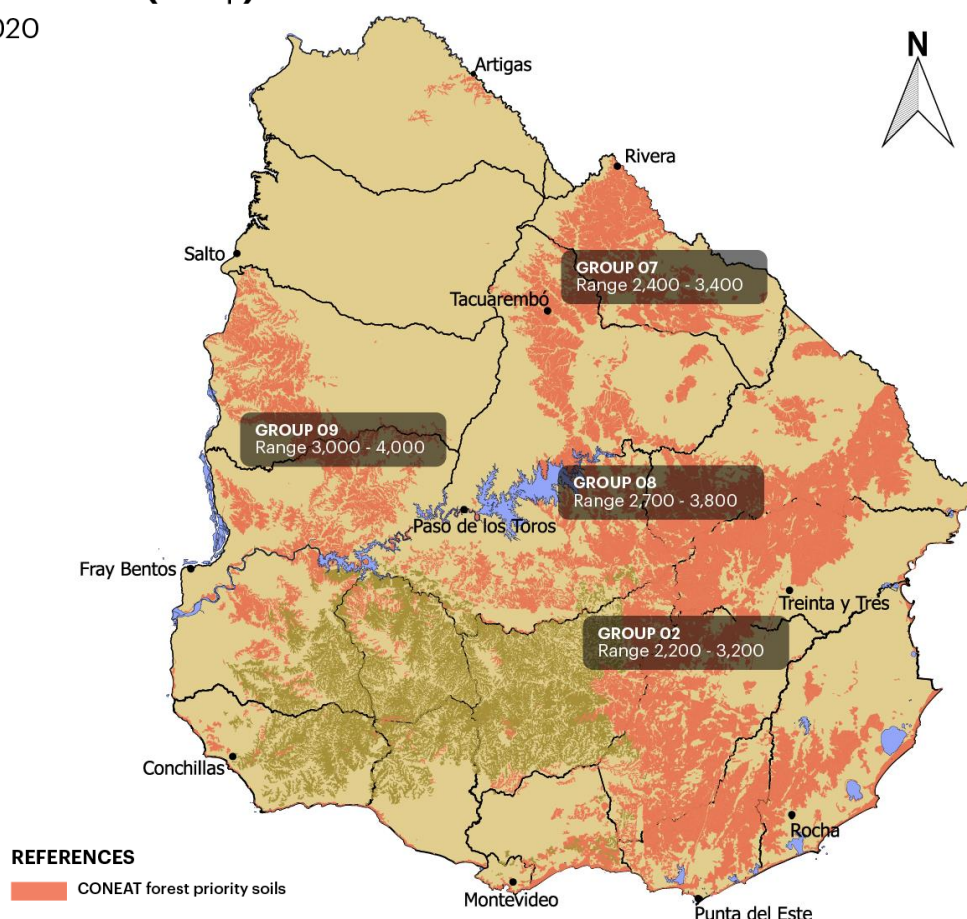 N
Artigas
Rivera
Salto
GROUP 07
Range 2,400 - 3,400
Tacuarembó
GROUP 09
Range 3,000 - 4,000
GROUP 08
Range 2,700 - 3,800
Paso de los Toros
Fray Bentos
Treinta y Tres
GROUP 02
Range 2,200 - 3,200
Conchillas
Rocha
REFERENCES
CONEAT forest priority soils
Montevideo
Punta del Este